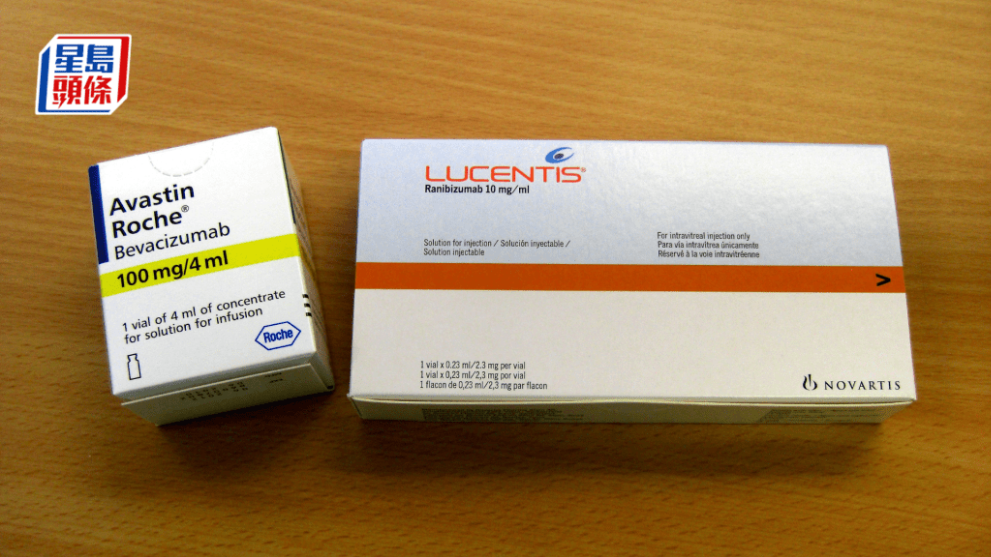 星島
頭條
Avastin
Roche®
Bevacizumab
100 mg/4 ml
1 vial of 4 ml of concentrate
for solution for infusion
Roche
LUCENTIS®
Ranibizumab 10 mg/ml
Solution for injection / Solución inyectable /
Solution injectable
For intravitreal injection only
Para vía intravítrea únicamente
Réservé à la voie intravitréenne
>
1 vial x 0.23 ml/2.3 mg per vial
1 vial x 0,23 ml/2,3 mg per vial
1 flacon de 0,23 ml/2,3 mg par flacon
NOVARTIS